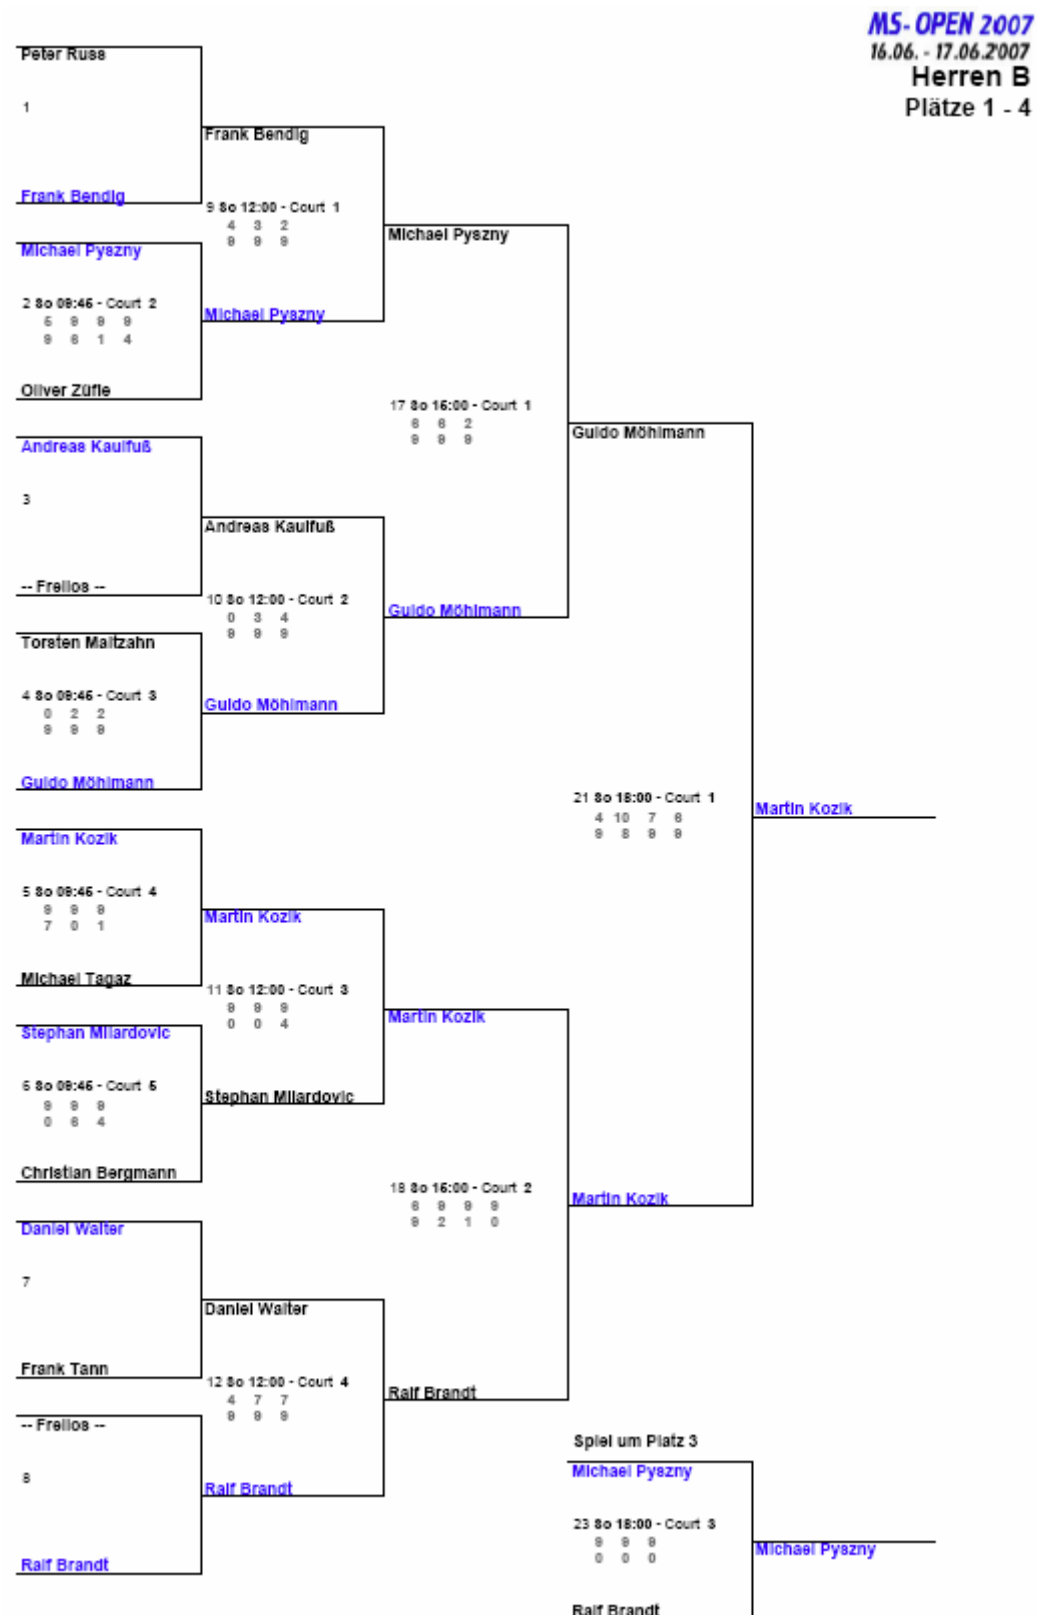 MS-OPEN 2007
16.06. - 17.06.2007
Herren B
Plätze 1 - 4
Peter Russ
1
Frank Bendig
Frank Bendig
9 So 12:00 - Court 1
4 3 2
9 9 9
Michael Pyszny
2 So 09:45 - Court 2
5 9 9 9
9 6 1 4
Oliver Züfle
Michael Pyszny
Michael Pyszny
17 So 15:00 - Court 1
6 6 2
9 9 9
Andreas Kaulfuß
3
-- Freilos --
Andreas Kaulfuß
10 So 12:00 - Court 2
0 3 4
9 9 9
Torsten Maltzahn
4 So 09:45 - Court 3
0 2 2
9 9 9
Guido Möhlmann
Guido Möhlmann
Guido Möhlmann
Guido Möhlmann
21 So 18:00 - Court 1
4 10 7 6
9 8 9 9
Martin Kozik
Martin Kozik
5 So 09:45 - Court 4
9 9 9
7 0 1
Michael Tagaz
Martin Kozik
11 So 12:00 - Court 3
9 9 9
0 0 4
Stephan Milardovic
6 So 09:45 - Court 5
9 9 9
0 6 4
Christian Bergmann
Stephan Milardovic
Martin Kozik
18 So 15:00 - Court 2
6 9 9 9
9 2 1 0
Martin Kozik
Daniel Walter
7
Frank Tann
Daniel Walter
12 So 12:00 - Court 4
4 7 7
9 9 9
-- Freilos --
8
Ralf Brandt
Ralf Brandt
Ralf Brandt
Spiel um Platz 3
Michael Pyszny
23 So 18:00 - Court 3
9 9 9
0 0 0
Ralf Brandt
Michael Pyszny